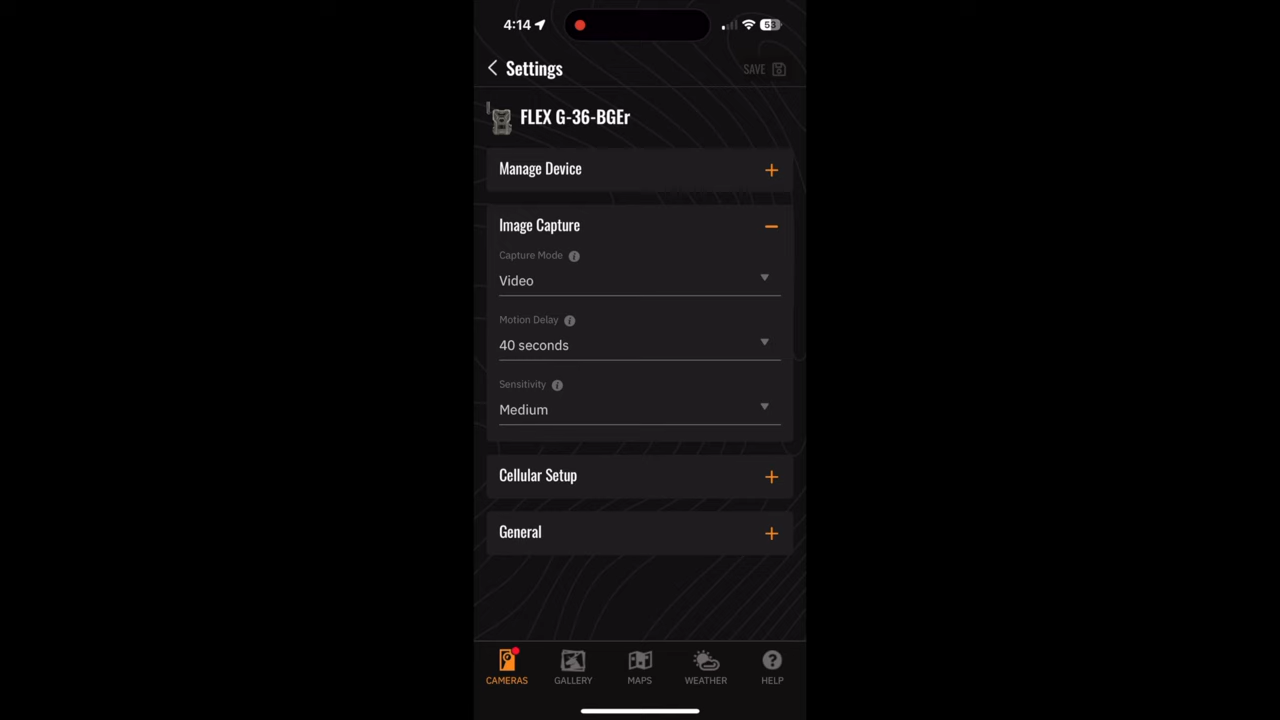 4:14
53
Settings
SAVE
FLEX G-36-BGEr
Manage Device
Image Capture
Capture Mode
Video
Motion Delay
40 seconds
Sensitivity
Medium
Cellular Setup
General
CAMERAS GALLERY MAPS WEATHER HELP